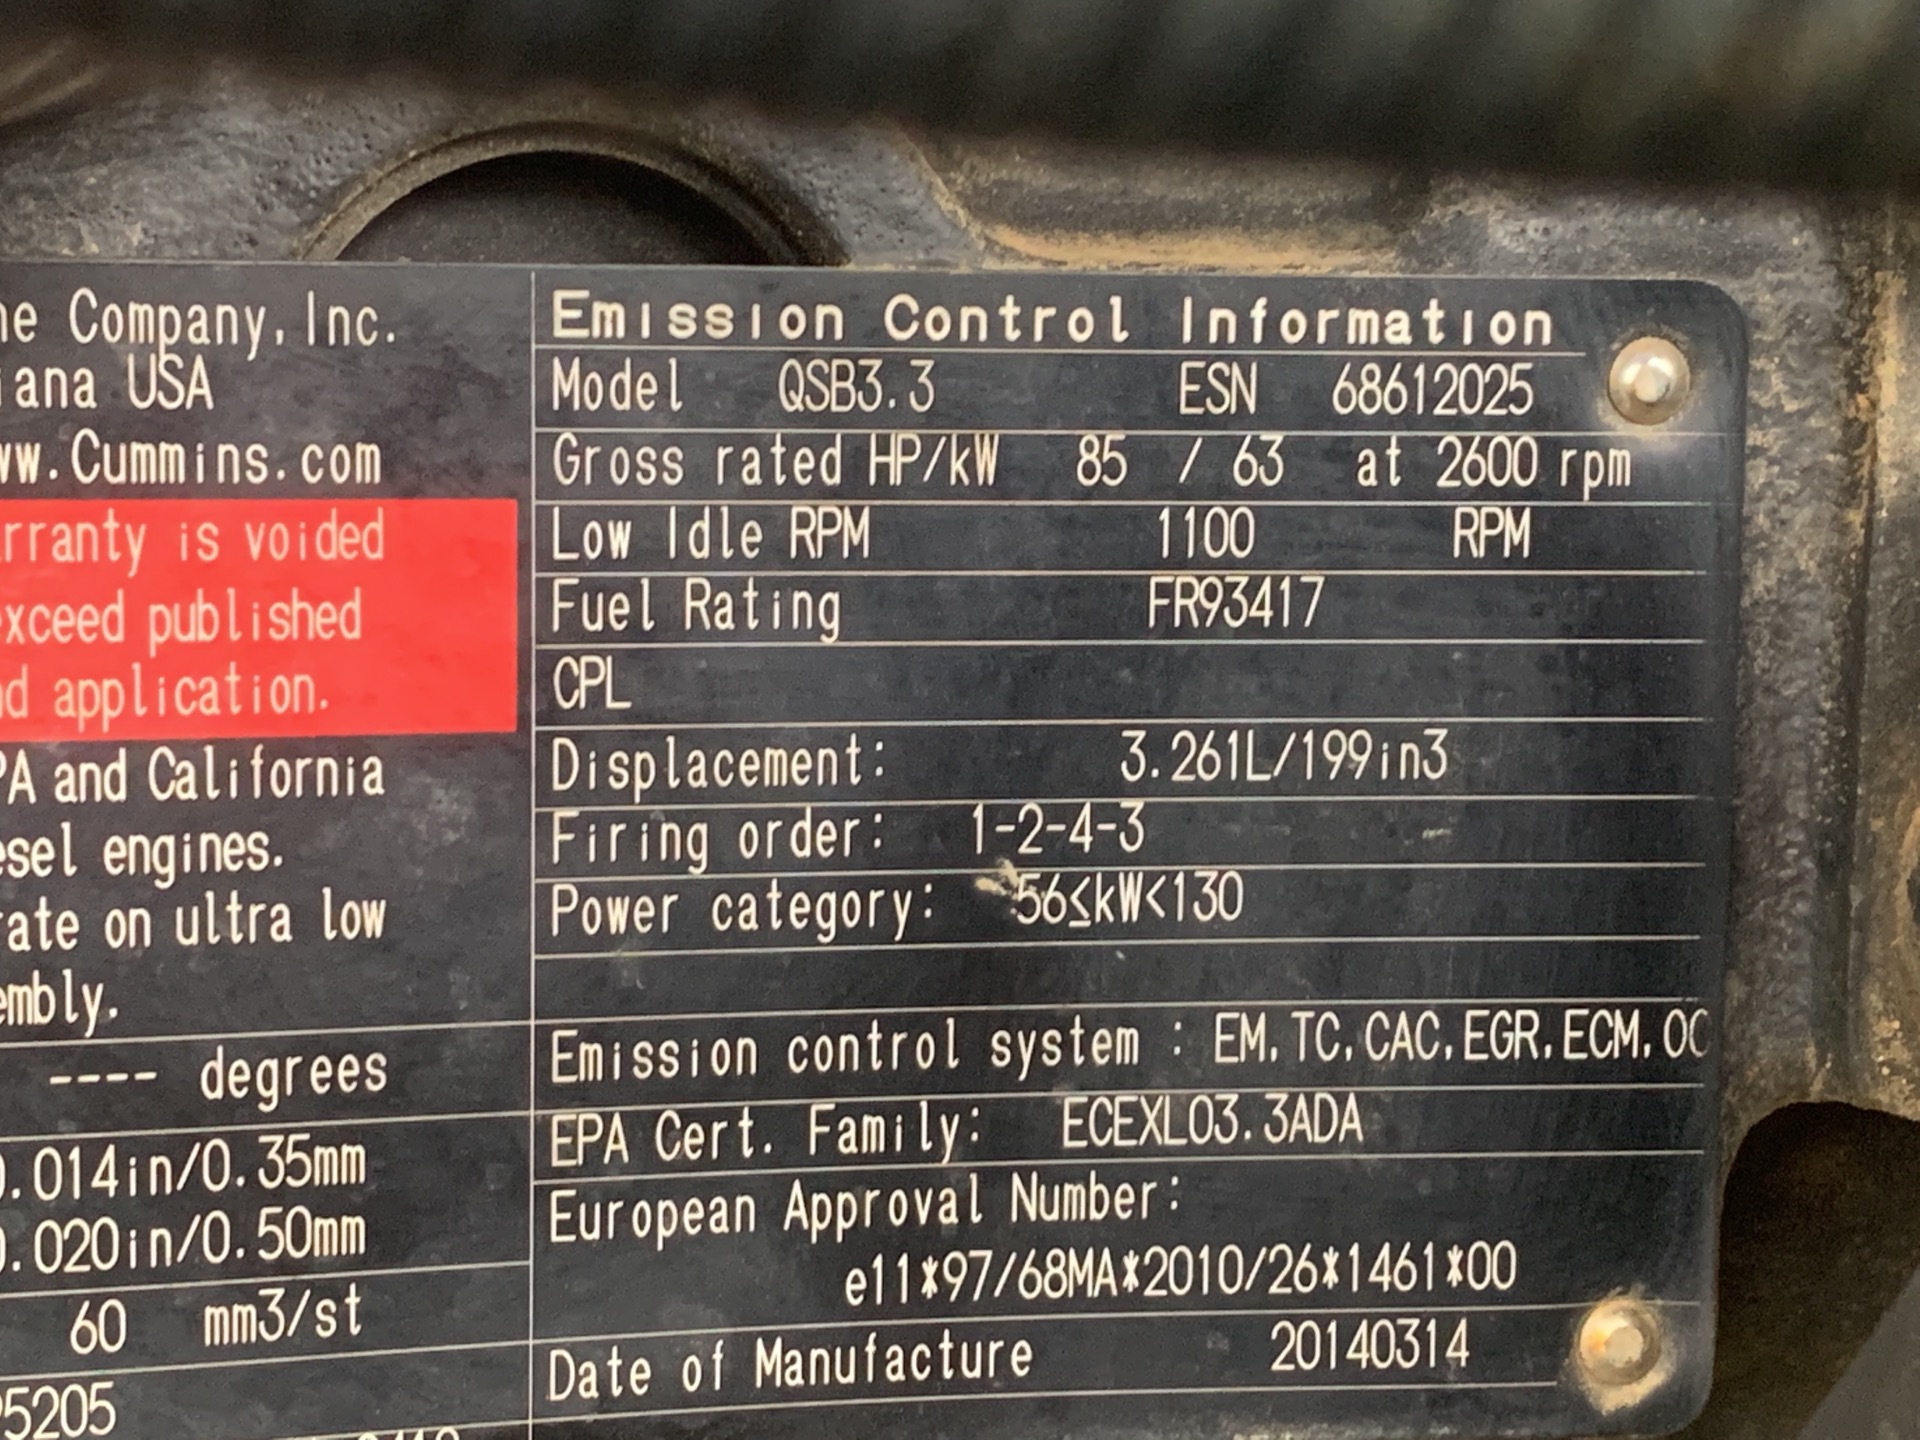 ne Company, Inc.
iana USA
ww.Cummins.com
rranty is voided
exceed published
nd application.
PA and California
esel engines.
rate on ultra low
embly.
---- degrees
0.014in/0.35mm
0.020in/0.50mm
60 mm3/st
5205
Emission Control Information
Model QSB3.3 ESN 68612025
Gross rated HP/kW 85 / 63 at 2600 rpm
Low Idle RPM 1100 RPM
Fuel Rating FR93417
CPL
Displacement: 3.261L/199in3
Firing order: 1-2-4-3
Power category: 56≤kW<130
Emission control system : EM, TC, CAC, EGR, ECM, OC
EPA Cert. Family: ECEXL03.3ADA
European Approval Number:
e11*97/68MA*2010/26*1461*00
Date of Manufacture 20140314